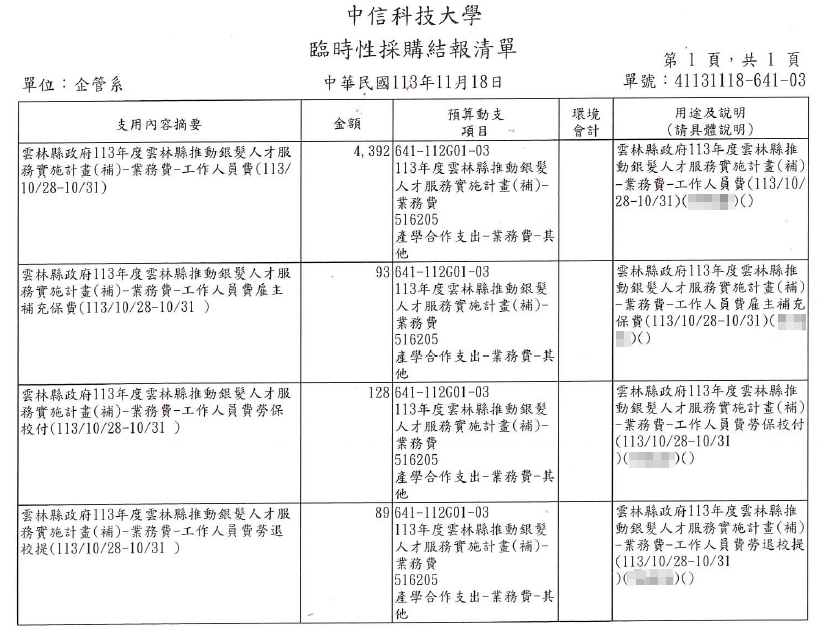 中信科技大學
臨時性採購結報清單
第 1 頁，共 1 頁
單位：企管系
中華民國113年11月18日
單號：41131118-641-03
支用內容摘要
金額
預算動支
項目
環境
會計
用途及說明
(請具體說明)
雲林縣政府113年度雲林縣推動銀髮人才服
務實施計畫(補)-業務費-工作人員費(113/
10/28-10/31)
4,392
641-112G01-03
113年度雲林縣推動銀髮
人才服務實施計畫(補)-
業務費
516205
產學合作支出-業務費-其
他
雲林縣政府113年度雲林縣推
動銀髮人才服務實施計畫(補)
-業務費-工作人員費(113/10/
28-10/31)( )()
雲林縣政府113年度雲林縣推動銀髮人才服
務實施計畫(補)-業務費-工作人員費雇主
補充保費(113/10/28-10/31 )
93
641-112G01-03
113年度雲林縣推動銀髮
人才服務實施計畫(補)-
業務費
516205
產學合作支出-業務費-其
他
雲林縣政府113年度雲林縣推
動銀髮人才服務實施計畫(補)
-業務費-工作人員費雇主補充
保費(113/10/28-10/31)(
)()
雲林縣政府113年度雲林縣推動銀髮人才服
務實施計畫(補)-業務費-工作人員費勞保
校付(113/10/28-10/31 )
128
641-112G01-03
113年度雲林縣推動銀髮
人才服務實施計畫(補)-
業務費
516205
產學合作支出-業務費-其
他
雲林縣政府113年度雲林縣推
動銀髮人才服務實施計畫(補)
-業務費-工作人員費勞保校付
(113/10/28-10/31
)( )()
雲林縣政府113年度雲林縣推動銀髮人才服
務實施計畫(補)-業務費-工作人員費勞退
校提(113/10/28-10/31 )
89
641-112G01-03
113年度雲林縣推動銀髮
人才服務實施計畫(補)-
業務費
516205
產學合作支出-業務費-其
他
雲林縣政府113年度雲林縣推
動銀髮人才服務實施計畫(補)
-業務費-工作人員費勞退校提
(113/10/28-10/31
)( )()